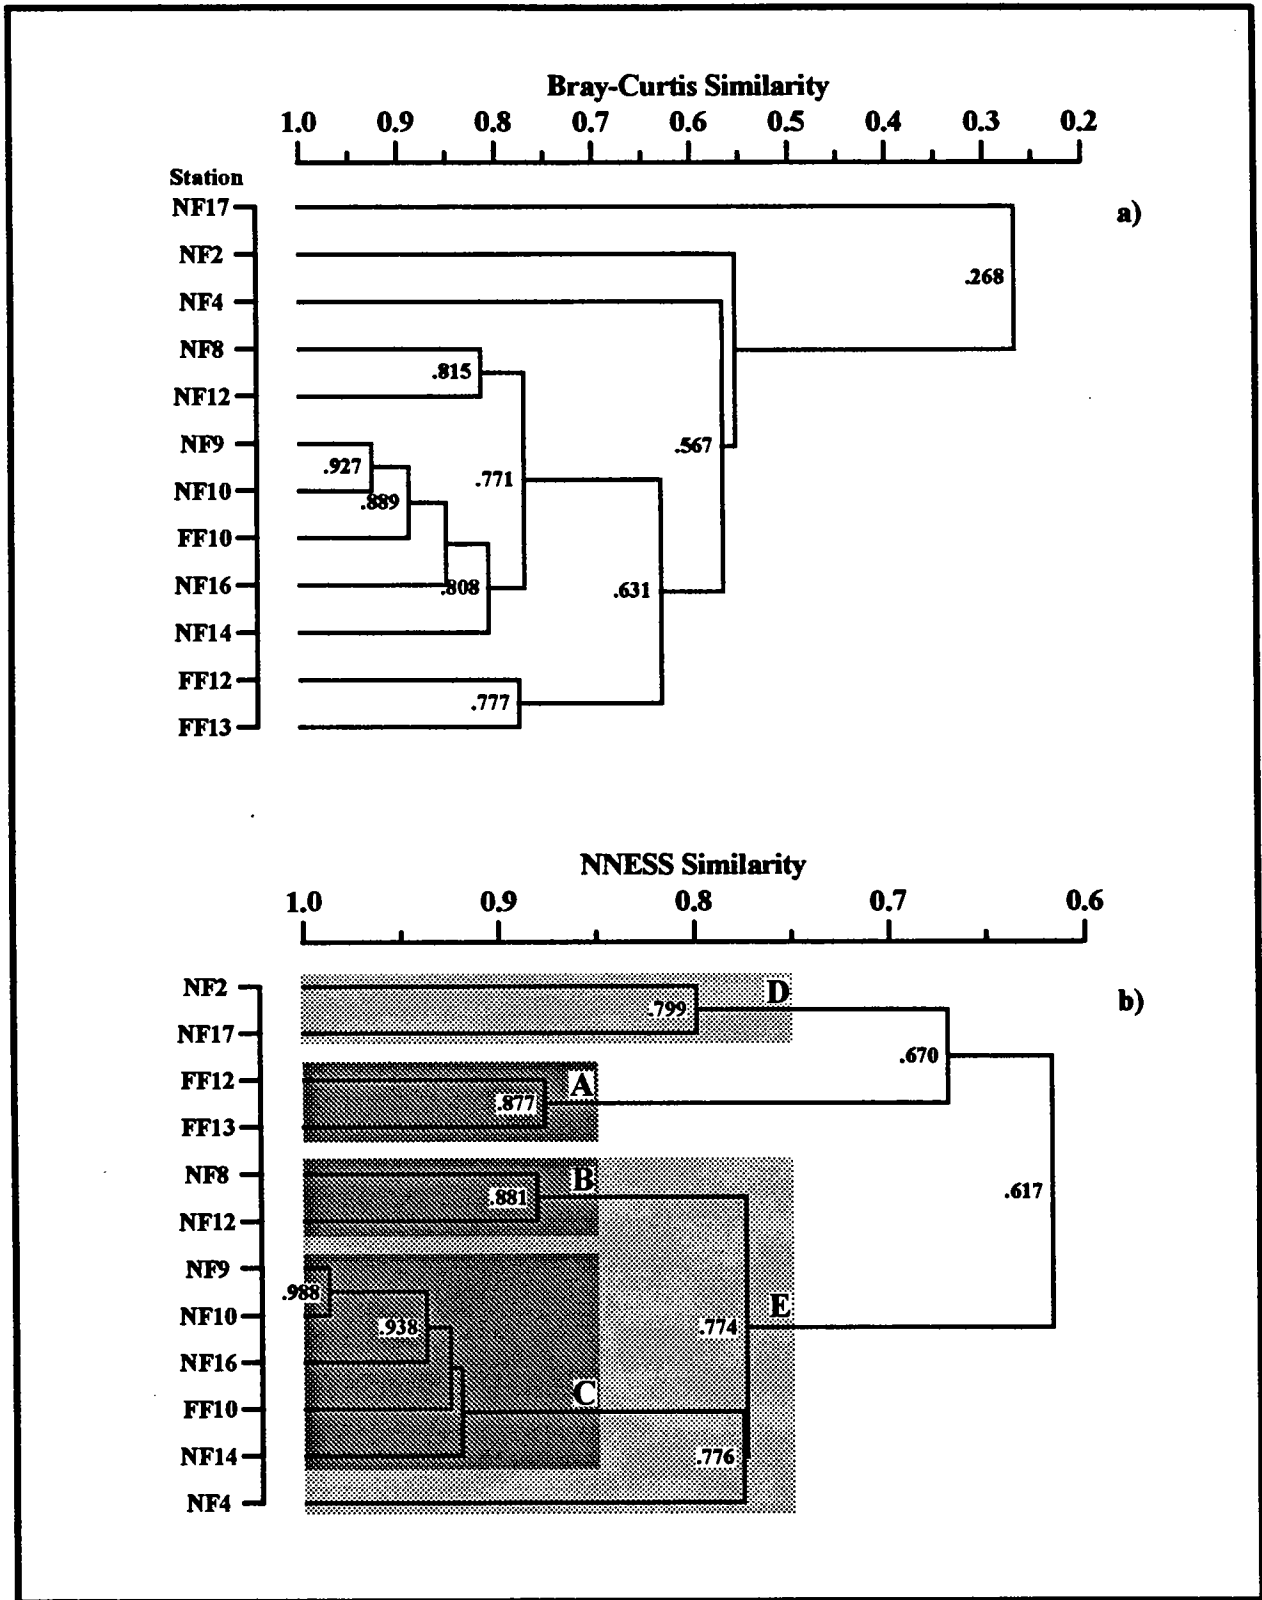 Bray-Curtis Similarity
1.0 0.9 0.8 0.7 0.6 0.5 0.4 0.3 0.2
Station
NF17
a)
NF2
.268
NF4
NF8
.815
NF12
NF9
.567
.927
.771
NF10
.889
FF10
NF16
.808
.631
NF14
FF12
.777
FF13
NNESS Similarity
1.0 0.9 0.8 0.7 0.6
NF2
D
b)
.799
NF17
.670
FF12
A
.877
FF13
NF8
B
.881
.617
NF12
NF9
.988
E
NF10
.938
.774
NF16
C
FF10
NF14
.776
NF4